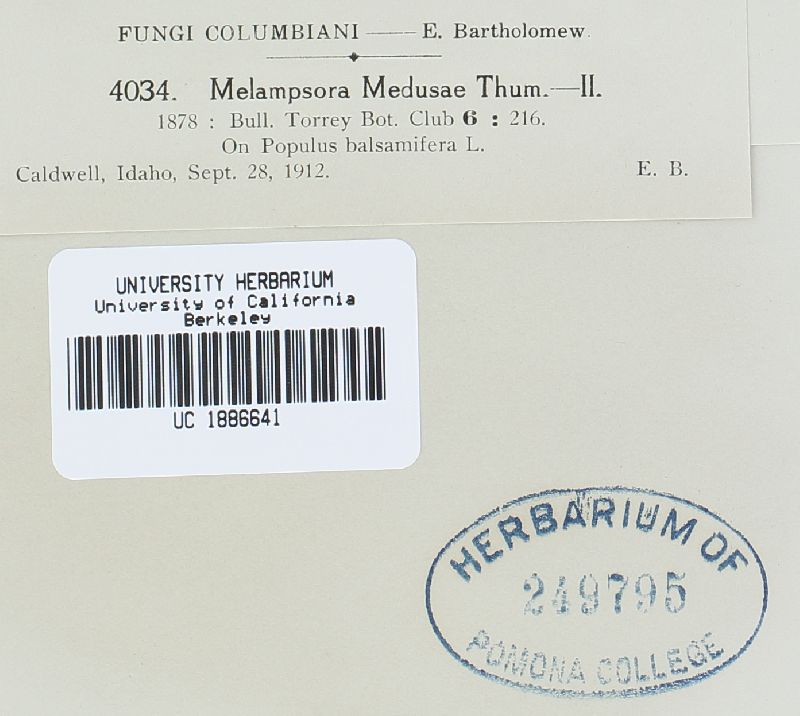 FUNGI COLUMBIANI — E. Bartholomew.
4034. Melampsora Medusae Thum.—II.
1878 : Bull. Torrey Bot. Club 6 : 216.
On Populus balsamifera L.
Caldwell, Idaho, Sept. 28, 1912. E. B.
UNIVERSITY HERBARIUM
University of California
Berkeley
UC 1886641
HERBARIUM OF
249795
POMONA COLLEGE